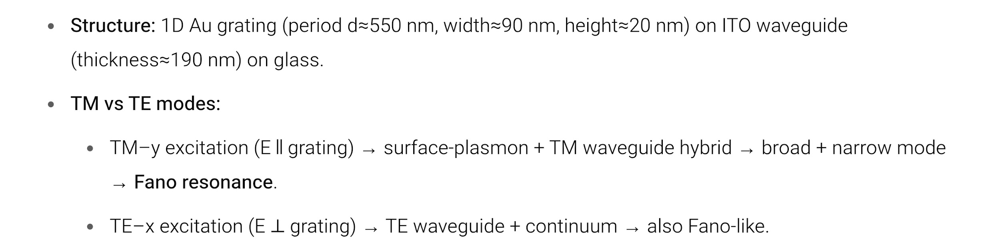 • Structure: 1D Au grating (period d≈550 nm, width≈90 nm, height≈20 nm) on ITO waveguide
(thickness≈190 nm) on glass.
• TM vs TE modes:
• TM−y excitation (E ∥ grating) → surface-plasmon + TM waveguide hybrid → broad + narrow mode
→ Fano resonance.
• TE−x excitation (E ⊥ grating) → TE waveguide + continuum → also Fano-like.